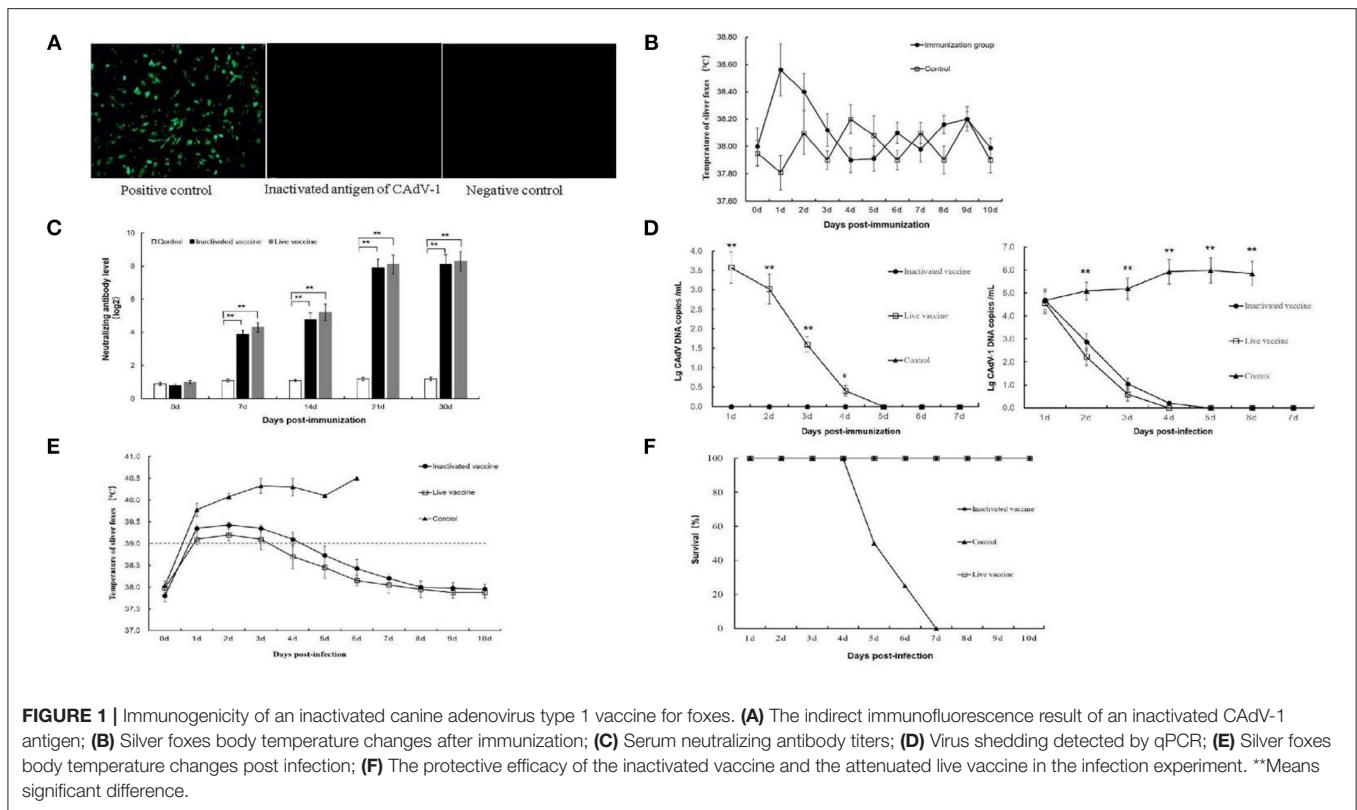 A
Positive control
Inactivated antigen of CAdV-1
Negative control
B
Temperature of sliver foxes (℃)
38.80
38.60
38.40
38.20
38.00
37.80
37.60
Immunization group
Control
0d 1d 2d 3d 4d 5d 6d 7d 8d 9d 10d
Days post-immunization
C
Neutralizing antibody level
(log2)
10
8
6
4
2
0
Control Inactivated vaccine Live vaccine
** ** ** ** ** ** ** **
0d 7d 14d 21d 30d
Days post-immunization
D
Lg CAdV DNA copies /mL
4.5
4.0
3.5
3.0
2.5
2.0
1.5
1.0
0.5
0.0
** ** ** *
Inactivated vaccine
Live vaccine
Control
1d 2d 3d 4d 5d 6d 7d
Days post-immunization
Lg CAdV-1 DNA copies /mL
7.0
6.0
5.0
4.0
3.0
2.0
1.0
0.0
** ** ** ** **
Inactivated vaccine
Live vaccine
Control
1d 2d 3d 4d 5d 6d 7d
Days post-infection
E
Temperature of sliver foxes (℃)
41.0
40.5
40.0
39.5
39.0
38.5
38.0
37.5
37.0
Inactivated vaccine
Live vaccine
Control
0d 1d 2d 3d 4d 5d 6d 7d 8d 9d 10d
Days post-infection
F
Survival (%)
100
80
60
40
20
0
Inactivated vaccine
Control
Live vaccine
1d 2d 3d 4d 5d 6d 7d 8d 9d 10d
Days post-infection
FIGURE 1 | Immunogenicity of an inactivated canine adenovirus type 1 vaccine for foxes. (A) The indirect immunofluorescence result of an inactivated CAdV-1
antigen; (B) Silver foxes body temperature changes after immunization; (C) Serum neutralizing antibody titers; (D) Virus shedding detected by qPCR; (E) Silver foxes
body temperature changes post infection; (F) The protective efficacy of the inactivated vaccine and the attenuated live vaccine in the infection experiment. **Means
significant difference.